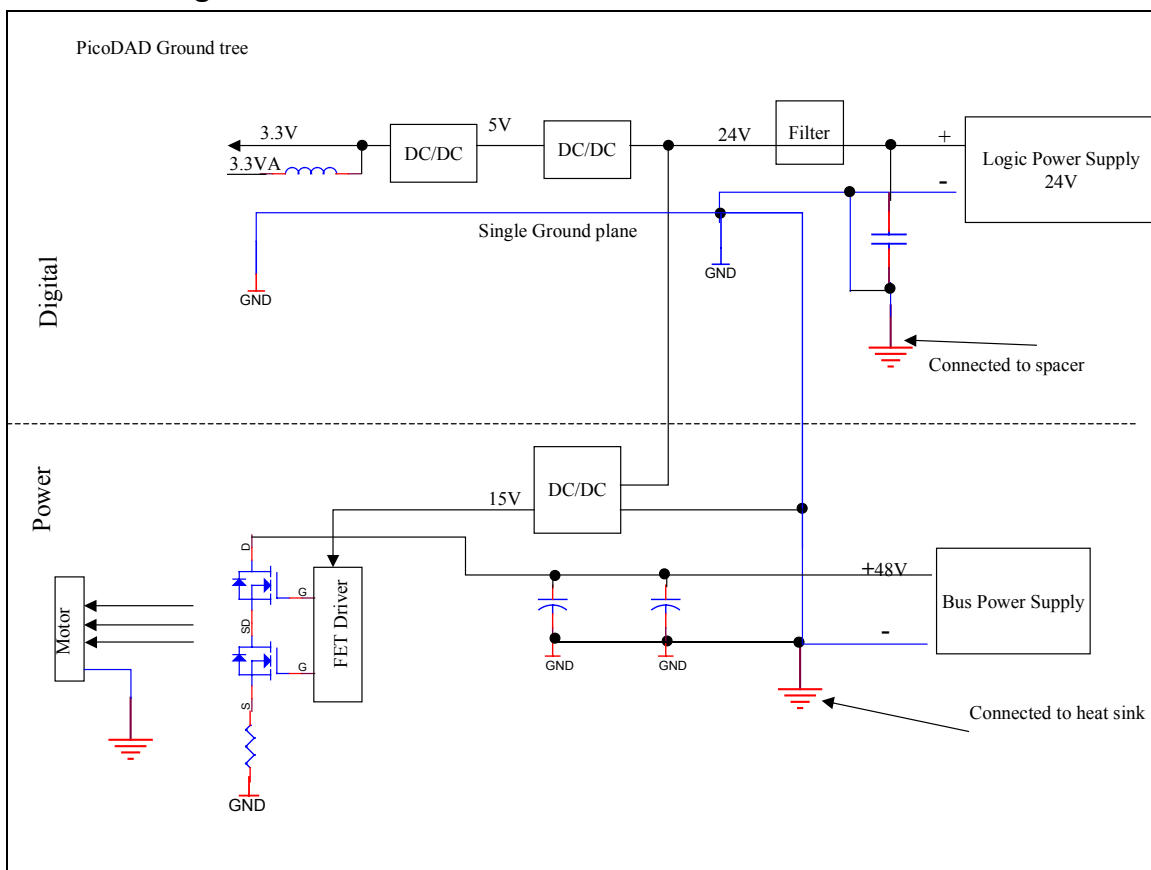 PicoDAD Ground tree
3.3V
3.3VA
DC/DC
5V
DC/DC
24V
Filter
+
-
Logic Power Supply
24V
Single Ground plane
GND
GND
Digital
Connected to spacer
Power
15V
DC/DC
D
G
SD
G
S
FET Driver
Motor
GND
GND
GND
+48V
-
Bus Power Supply
Connected to heat sink